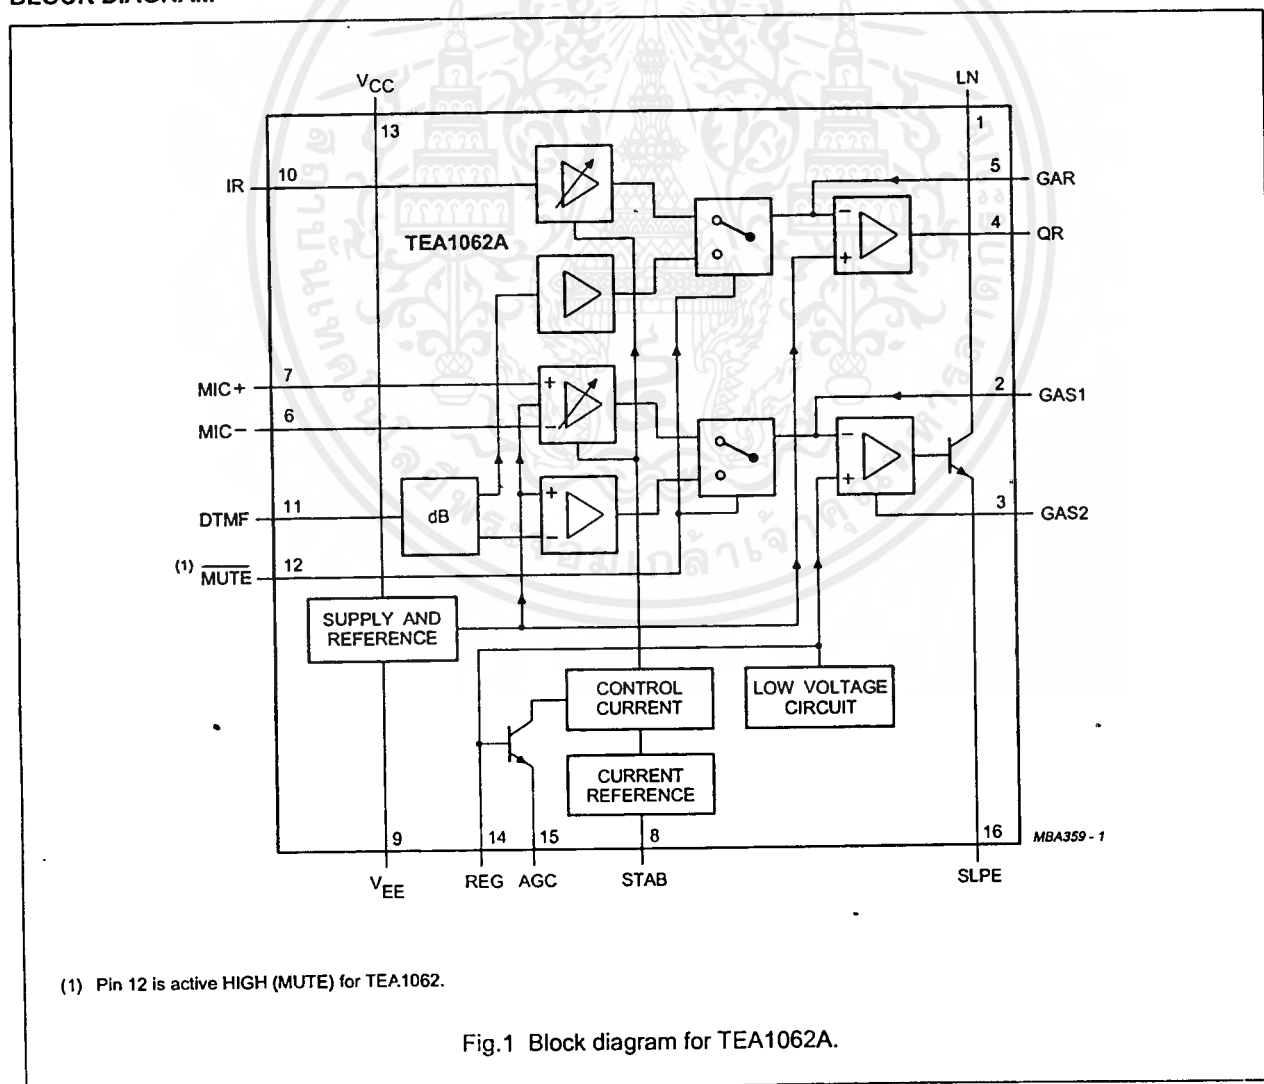 BLOCK DIAGRAM
VCC
LN
13
1
IR
10
5
GAR
4
QR
TEA1062A
MIC+
7
MIC−
6
2
GAS1
DTMF
11
dB
3
GAS2
(1) MUTE
12
SUPPLY AND
REFERENCE
CONTROL
CURRENT
LOW VOLTAGE
CIRCUIT
CURRENT
REFERENCE
9
14
15
8
16
MBA359 - 1
VEE
REG
AGC
STAB
SLPE
(1) Pin 12 is active HIGH (MUTE) for TEA1062.
Fig.1 Block diagram for TEA1062A.